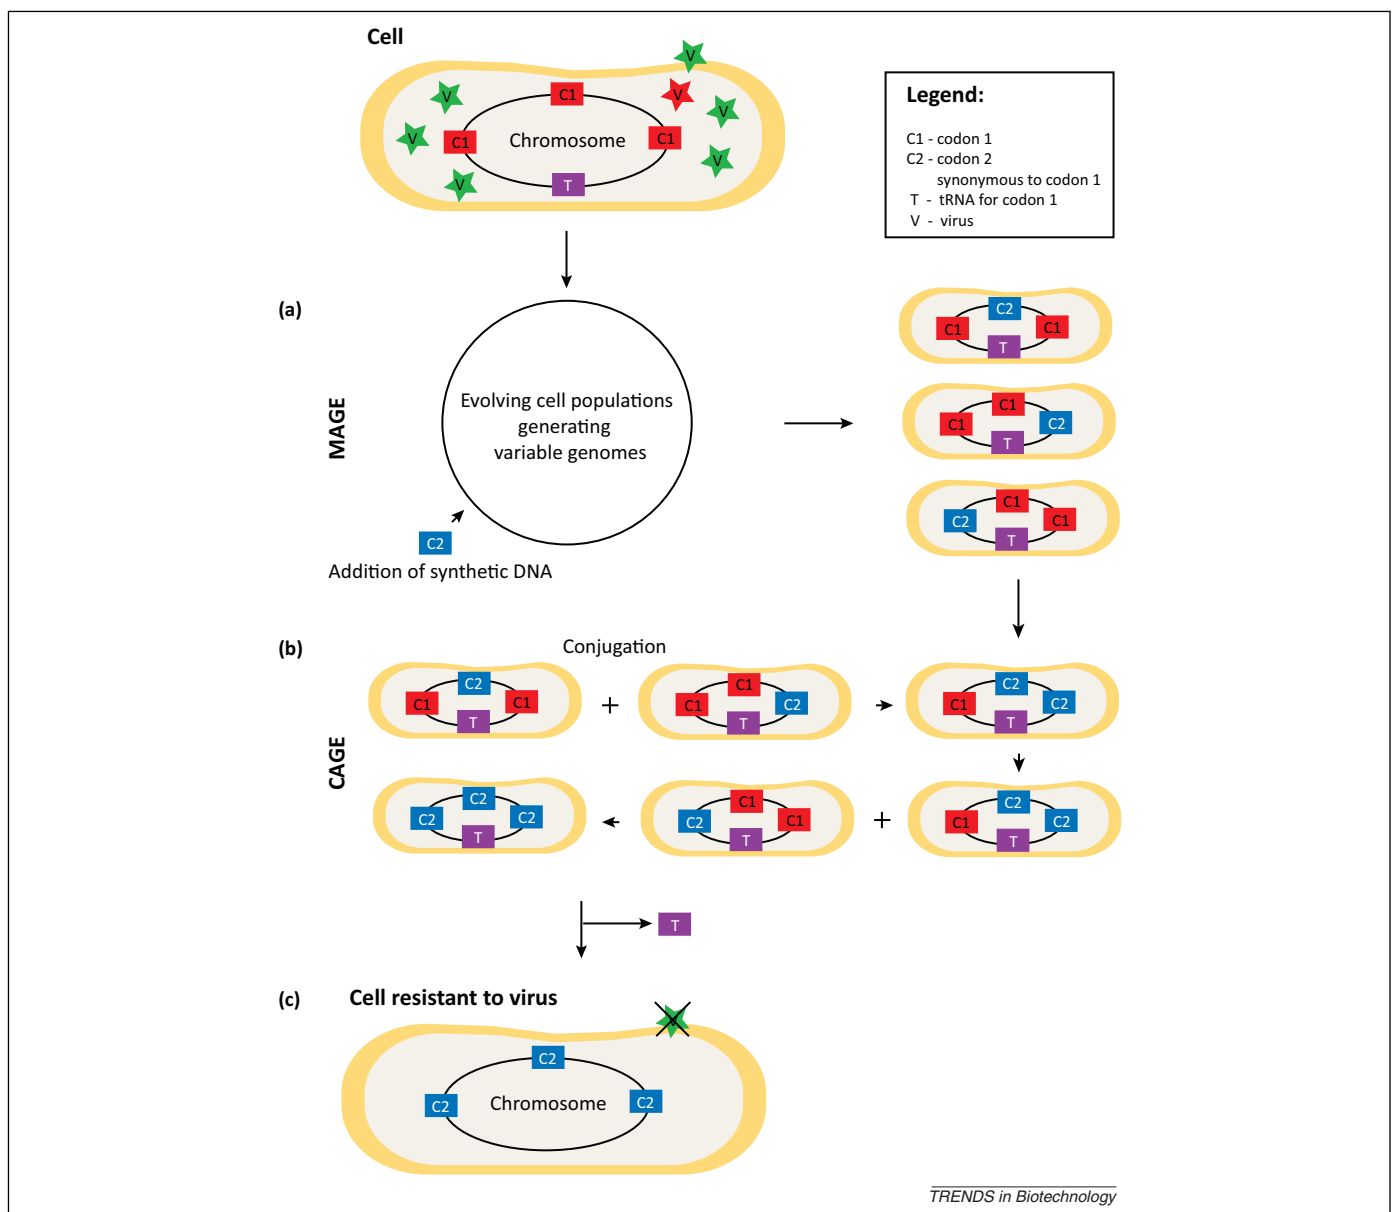 Cell
V
V
V
V
V
V
V
C1
C1
Chromosome
C1
T
Legend:
C1 - codon 1
C2 - codon 2
synonymous to codon 1
T - tRNA for codon 1
V - virus
(a)
MAGE
Evolving cell populations
generating
variable genomes
C2
Addition of synthetic DNA
C2
C1
C1
T
C1
C1
C2
T
C1
C2
C1
T
(b)
CAGE
Conjugation
C2
C1
C1
T
+
C1
C1
C2
T
C2
C1
C2
T
C2
C2
C2
T
C1
C2
C1
T
+
C2
C1
C2
T
T
(c)
Cell resistant to virus
V
C2
C2
Chromosome
C2
TRENDS in Biotechnology